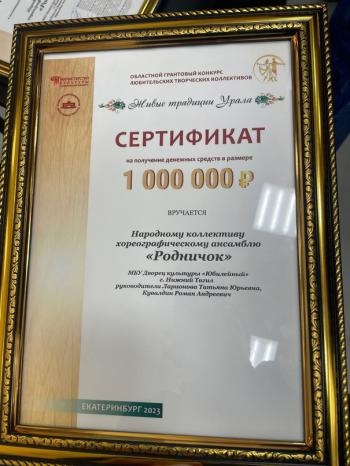 ОБЛАСТНОЙ ГРАНТОВЫЙ КОНКУРС
ЛЮБИТЕЛЬСКИХ ТВОРЧЕСКИХ КОЛЛЕКТИВОВ
МИНИСТЕРСТВО
КУЛЬТУРЫ
Живые традиции Урала
СЕРТИФИКАТ
на получение денежных средств в размере
1 000 000 ₽
ВРУЧАЕТСЯ
Народному коллективу
хореографическому ансамблю
«Родничок»
МБУ Дворец культуры «Юбилейный»
г. Нижний Тагил
руководители Ларионова Татьяна Юрьевна,
Кувалдин Роман Андреевич
ЕКАТЕРИНБУРГ 2023